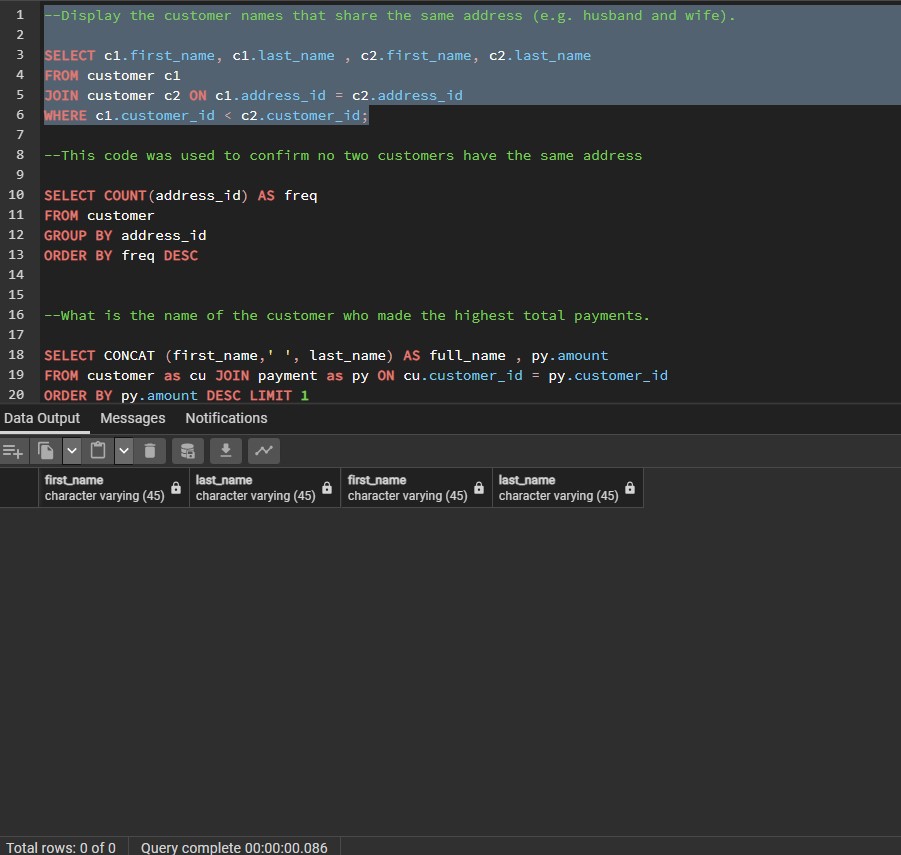 1 --Display the customer names that share the same address (e.g. husband and wife).
2
3 SELECT c1.first_name, c1.last_name , c2.first_name, c2.last_name
4 FROM customer c1
5 JOIN customer c2 ON c1.address_id = c2.address_id
6 WHERE c1.customer_id < c2.customer_id;
7
8 --This code was used to confirm no two customers have the same address
9
10 SELECT COUNT(address_id) AS freq
11 FROM customer
12 GROUP BY address_id
13 ORDER BY freq DESC
14
15
16 --What is the name of the customer who made the highest total payments.
17
18 SELECT CONCAT (first_name,' ', last_name) AS full_name , py.amount
19 FROM customer as cu JOIN payment as py ON cu.customer_id = py.customer_id
20 ORDER BY py.amount DESC LIMIT 1
Data Output Messages Notifications
first_name last_name first_name last_name
character varying (45) character varying (45) character varying (45) character varying (45)
Total rows: 0 of 0 Query complete 00:00:00.086